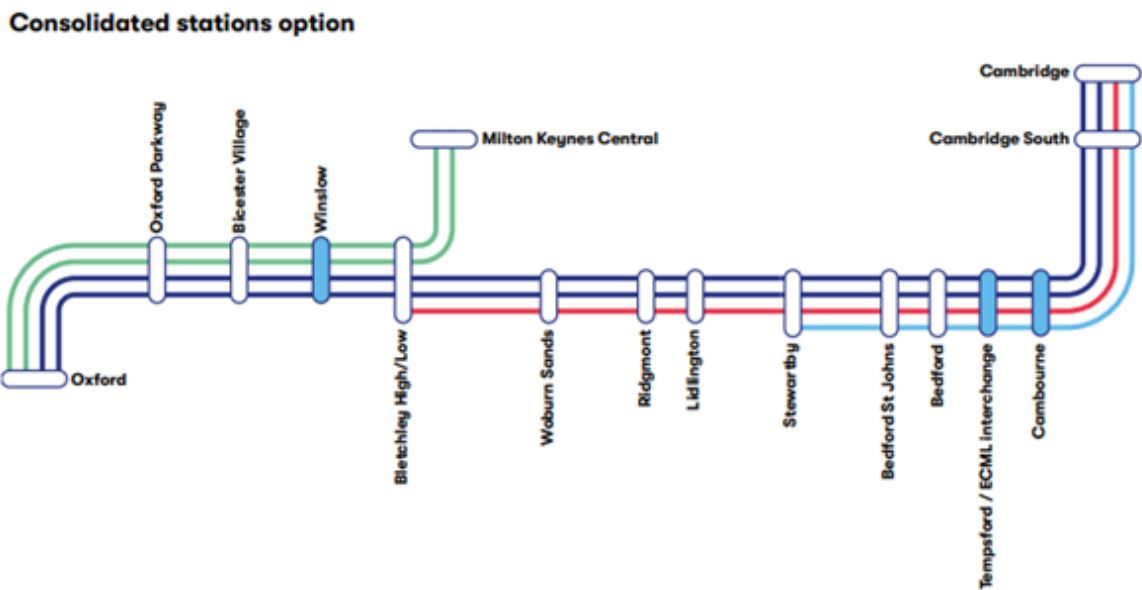 Consolidated stations option
Cambridge
Oxford Parkway
Bicester Village
Winslow
Milton Keynes Central
Cambridge South
Oxford
Bletchley High/Low
Woburn Sands
Ridgmont
Lidlington
Stewartby
Bedford St Johns
Bedford
Tempsford / ECML interchange
Cambourne